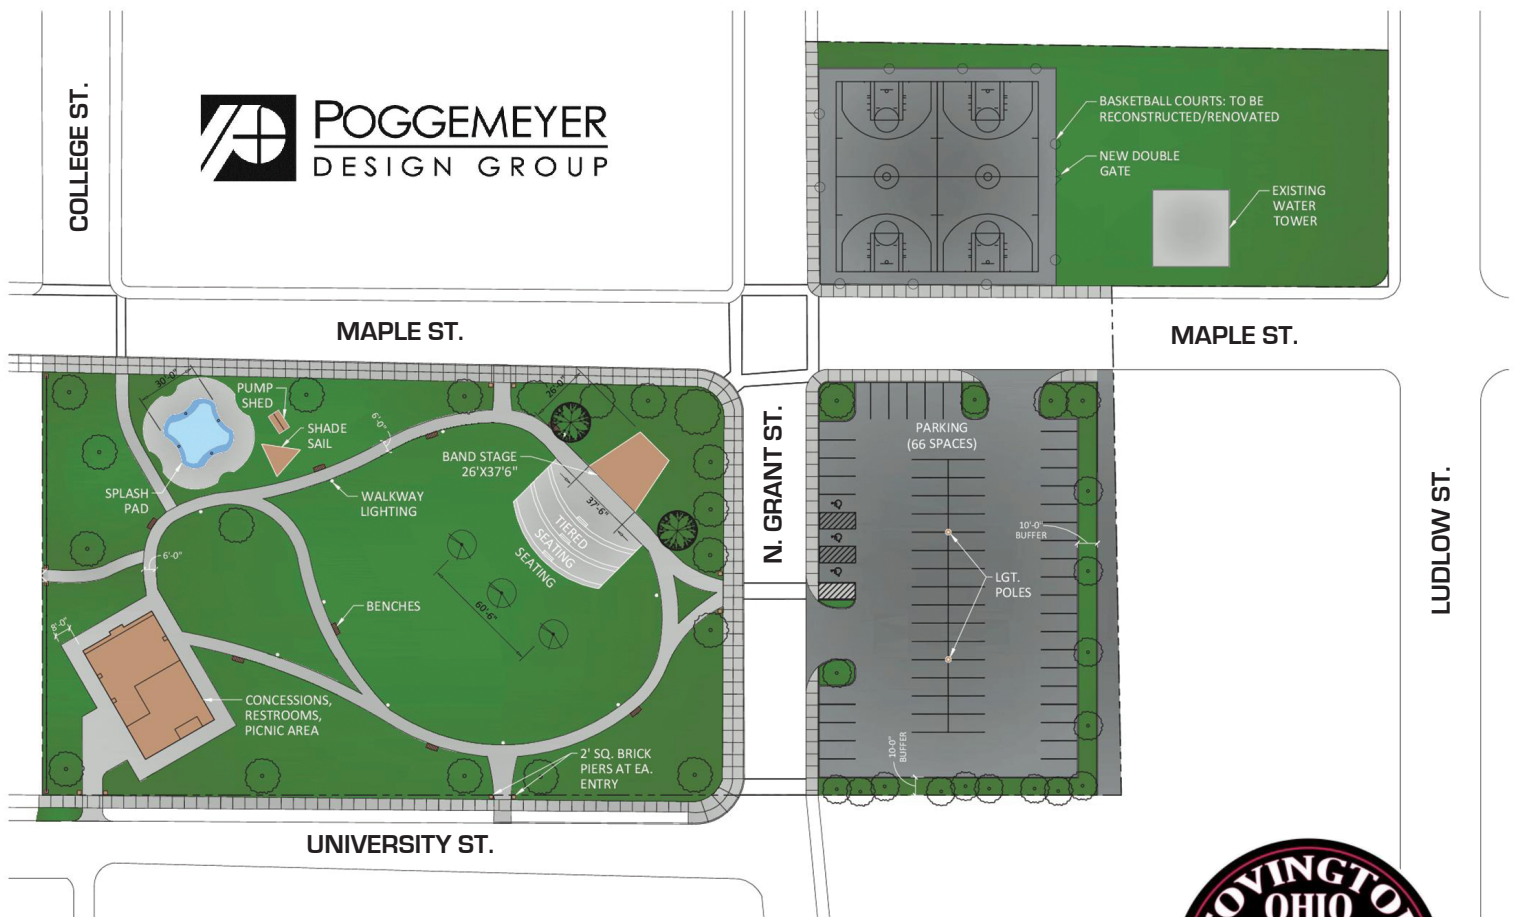 COLLEGE ST.
POGGEMEYER
DESIGN GROUP
BASKETBALL COURTS: TO BE
RECONSTRUCTED/RENOVATED
NEW DOUBLE
GATE
EXISTING
WATER
TOWER
MAPLE ST.
MAPLE ST.
30'-0"
PUMP
SHED
SHADE
SAIL
6'-0"
26'-0"
BAND STAGE
26'X37'6"
37'-6"
SPLASH
PAD
WALKWAY
LIGHTING
TIERED
SEATING
SEATING
6'-0"
60'-6"
BENCHES
8'-0"
CONCESSIONS,
RESTROOMS,
PICNIC AREA
2' SQ. BRICK
PIERS AT EA.
ENTRY
N. GRANT ST.
PARKING
(66 SPACES)
10'-0"
BUFFER
LGT.
POLES
10'-0"
BUFFER
LUDLOW ST.
UNIVERSITY ST.
COVINGTON
OHIO